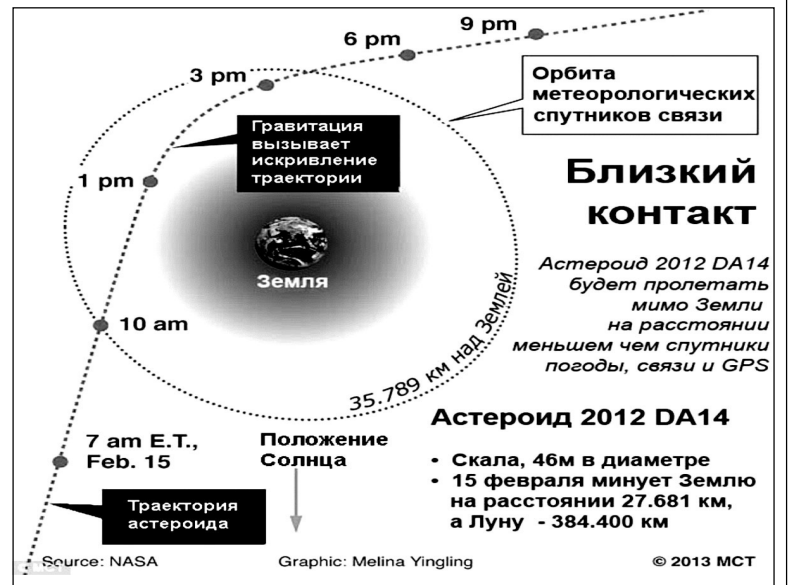 9 pm
6 pm
3 pm
1 pm
10 am
7 am E.T.,
Feb. 15
Орбита
метеорологических
спутников связи
Гравитация
вызывает
искривление
траектории
Земля
35.789 км над Землей
Близкий
контакт
Астероид 2012 DA14
будет пролетать
мимо Земли
на расстоянии
меньшем чем спутники
погоды, связи и GPS
Положение
Солнца
Траектория
астероида
Астероид 2012 DA14
• Скала, 46м в диаметре
• 15 февраля минует Землю
на расстоянии 27.681 км,
а Луну - 384.400 км
Source: NASA
Graphic: Melina Yingling
© 2013 MCT
© MCT